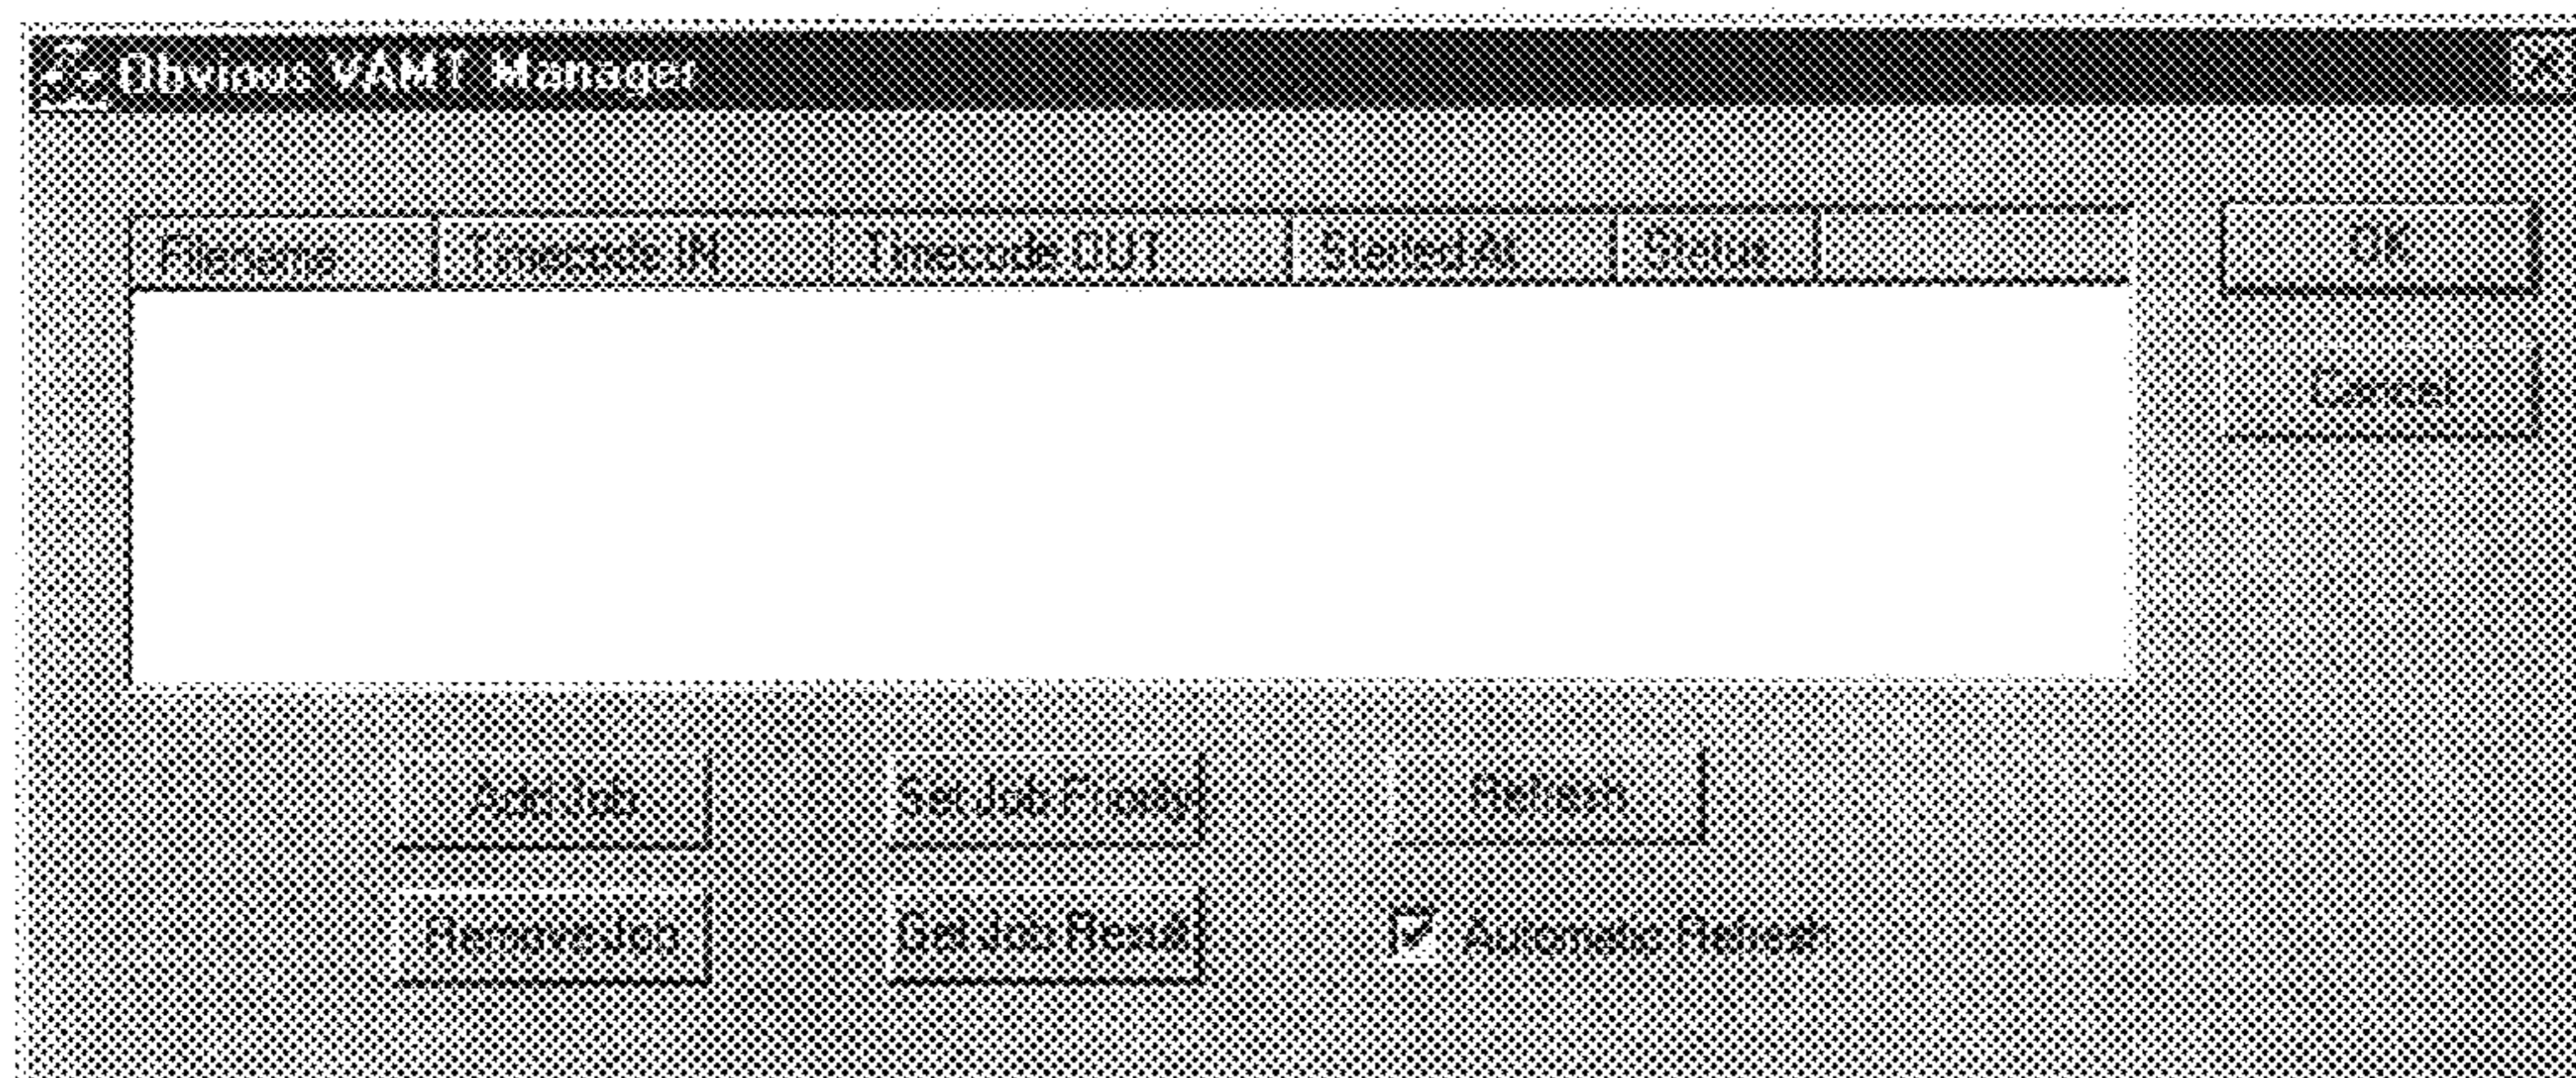 Obvious VAMT Manager
Filename Timecode IN Timecode OUT Started At Status
OK
Cancel
Add Job Set Job Proxy Refresh
Remove Job Get Job Result Automatic Refresh